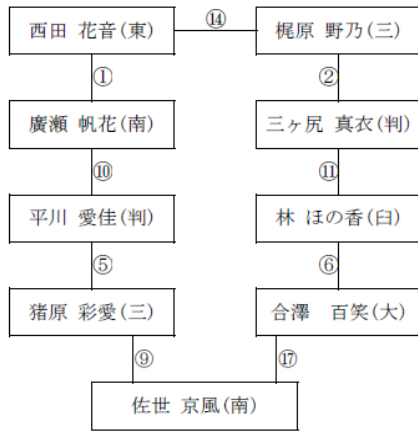 西田 花音(東) ⑭ 梶原 野乃(三)
① ②
廣瀬 帆花(南) 三ヶ尻 真衣(判)
⑩ ⑪
平川 愛佳(判) 林 ほの香(臼)
⑤ ⑥
猪原 彩愛(三) 合澤 百笑(大)
⑨ ⑰
佐世 京風(南)